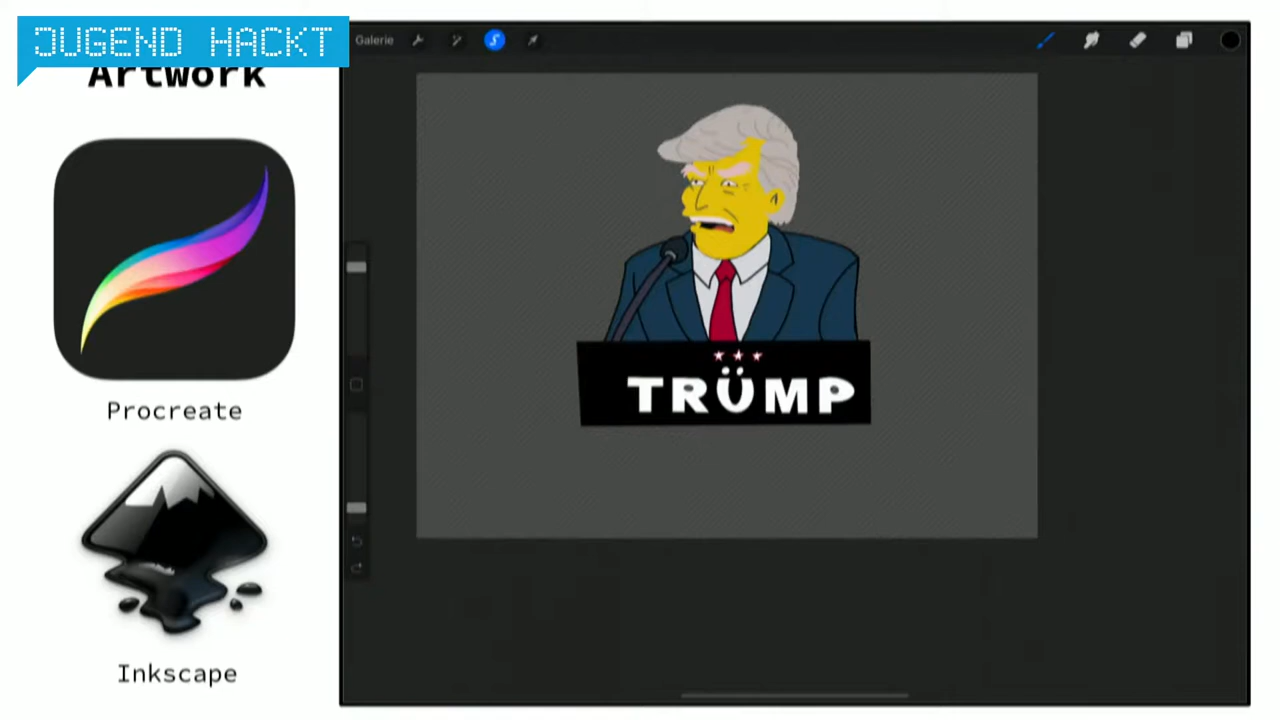 JUGEND HACKT
Artwork
Galerie
Procreate
Inkscape
TRÜMP